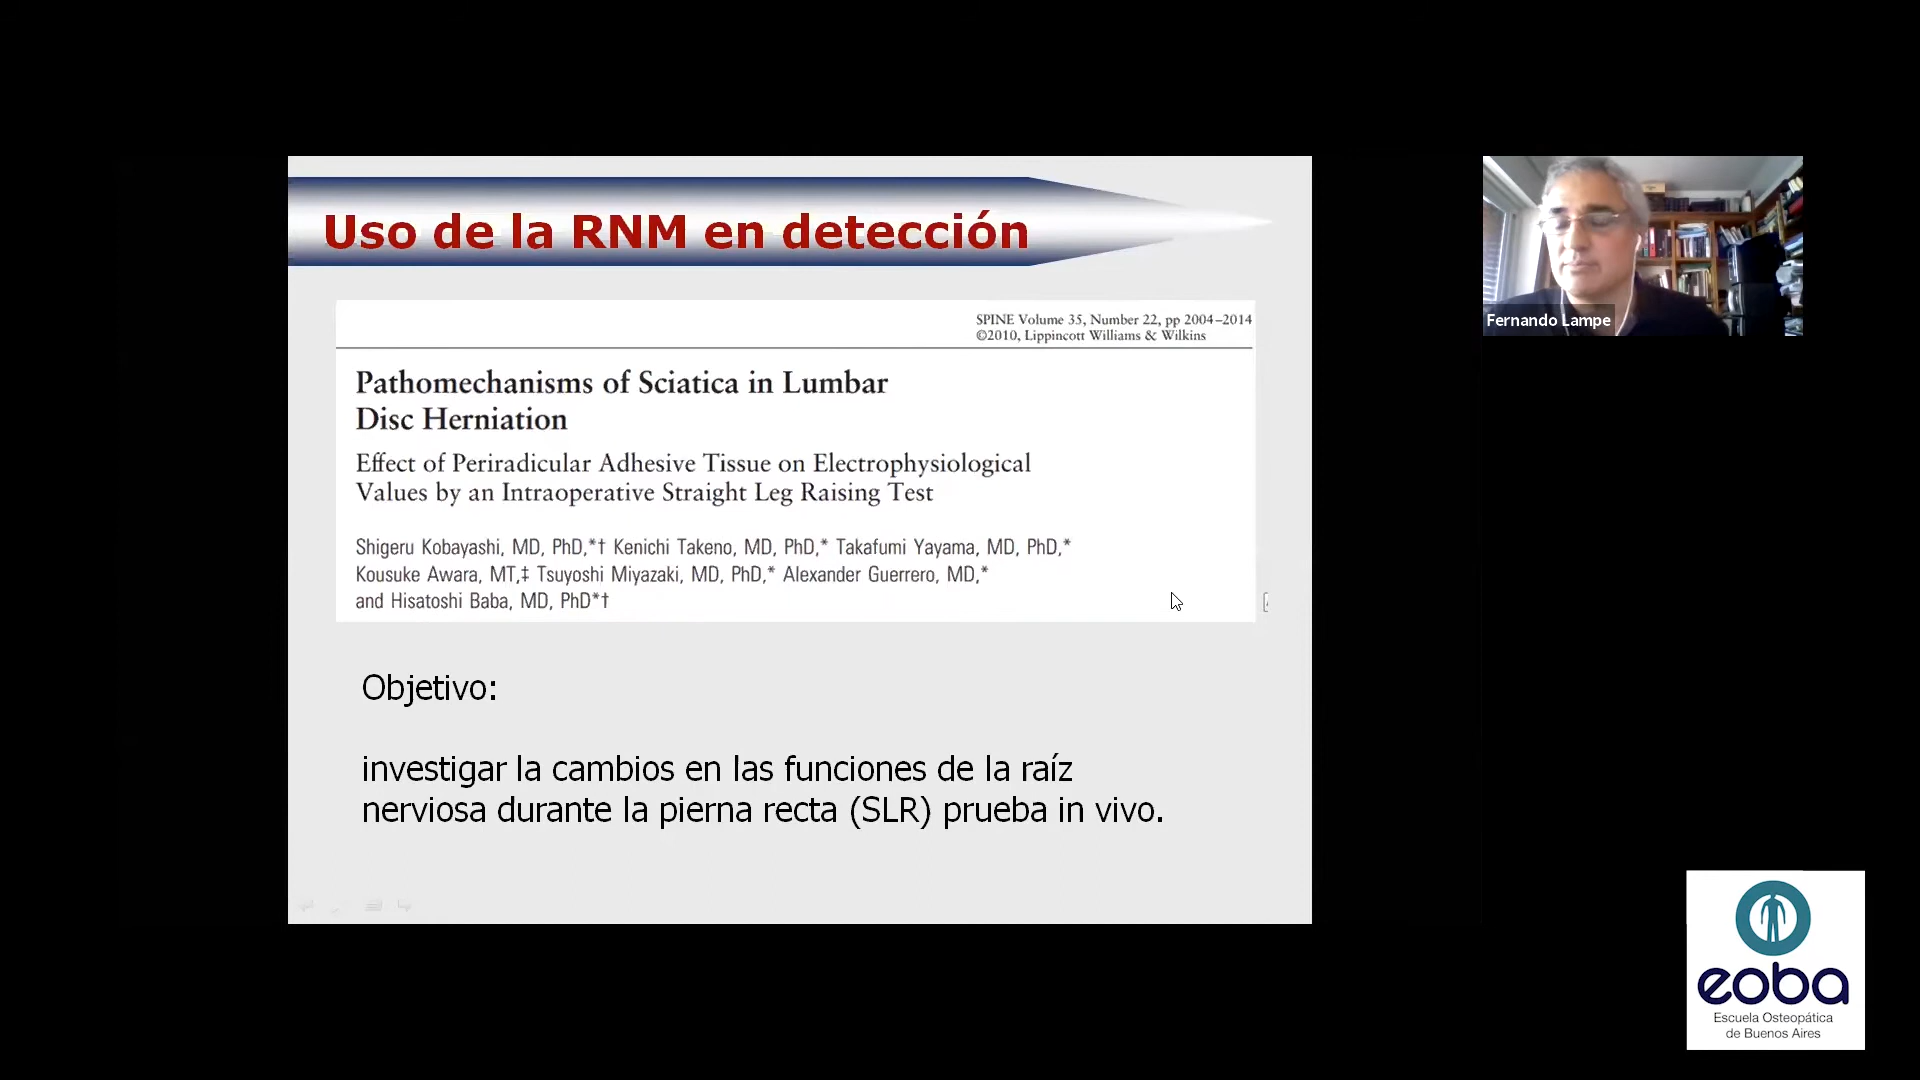 Uso de la RNM en detección
SPINE Volume 35, Number 22, pp 2004–2014
©2010, Lippincott Williams & Wilkins
Pathomechanisms of Sciatica in Lumbar
Disc Herniation
Effect of Periradicular Adhesive Tissue on Electrophysiological
Values by an Intraoperative Straight Leg Raising Test
Shigeru Kobayashi, MD, PhD,*† Kenichi Takeno, MD, PhD,* Takafumi Yayama, MD, PhD,*
Kousuke Awara, MT,‡ Tsuyoshi Miyazaki, MD, PhD,* Alexander Guerrero, MD,*
and Hisatoshi Baba, MD, PhD*†
Objetivo:
investigar la cambios en las funciones de la raíz
nerviosa durante la pierna recta (SLR) prueba in vivo.
Fernando Lampe
eoba
Escuela Osteopática
de Buenos Aires